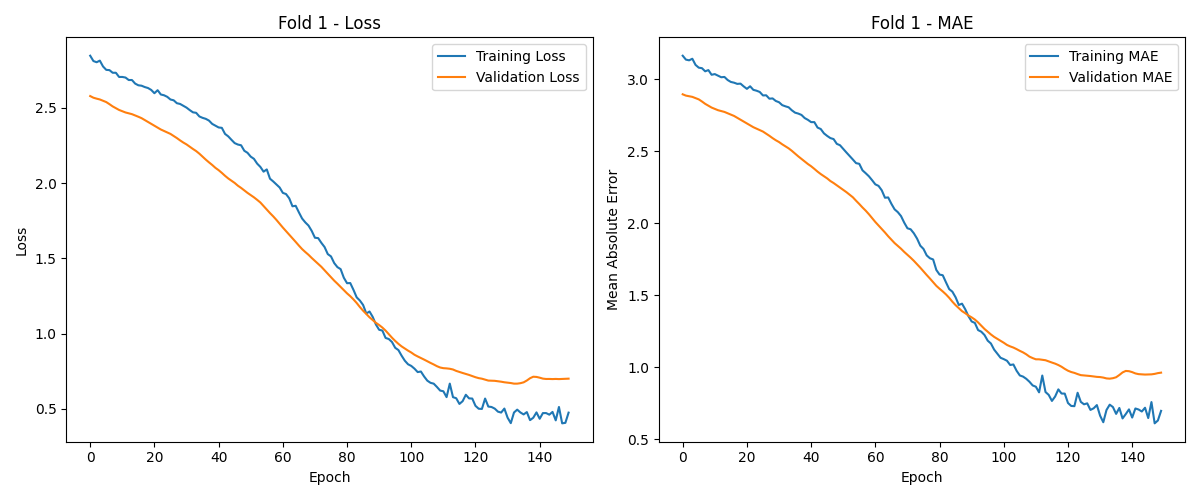 Fold 1 - Loss
Training Loss
Validation Loss
2.5
2.0
1.5
1.0
0.5
Loss
0 20 40 60 80 100 120 140
Epoch
Fold 1 - MAE
Training MAE
Validation MAE
3.0
2.5
2.0
1.5
1.0
0.5
Mean Absolute Error
0 20 40 60 80 100 120 140
Epoch